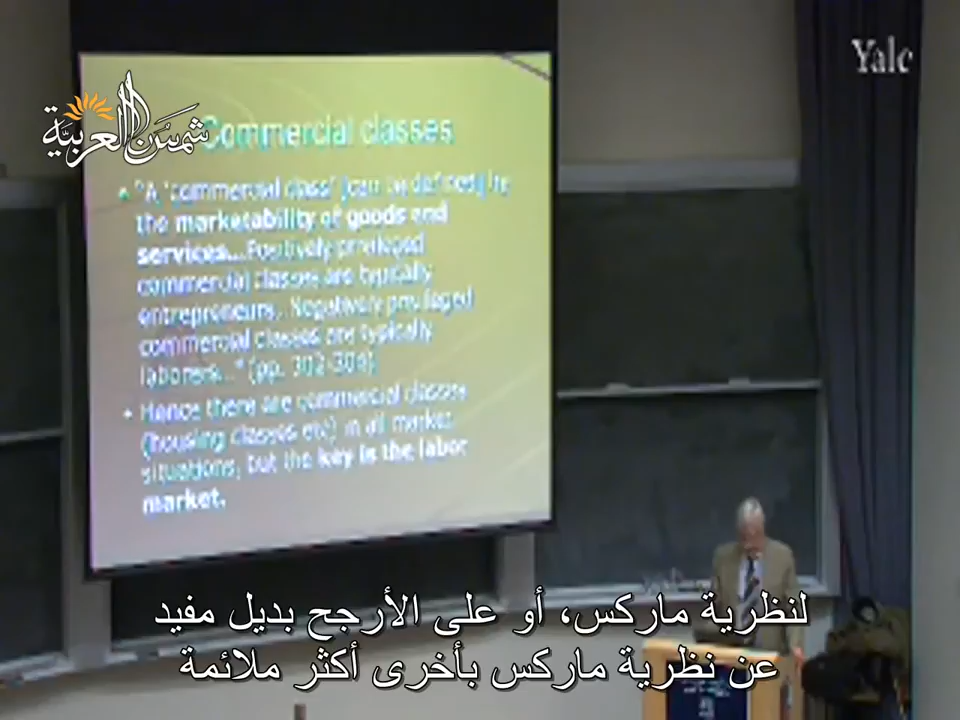 Yale
شمس العربية
Commercial classes
"A 'commercial class' [can be defined] by
the marketability of goods and
services...Positively privileged
commercial classes are typically
entrepreneurs. Negatively privileged
commercial classes are typically
laborers..." (pp.
Hence there are commercial classes
(housing classes etc) in all market
situations, but the key is the labor
market.
لنظرية ماركس، أو على الأرجح بديل مفيد
عن نظرية ماركس بأخرى أكثر ملائمة